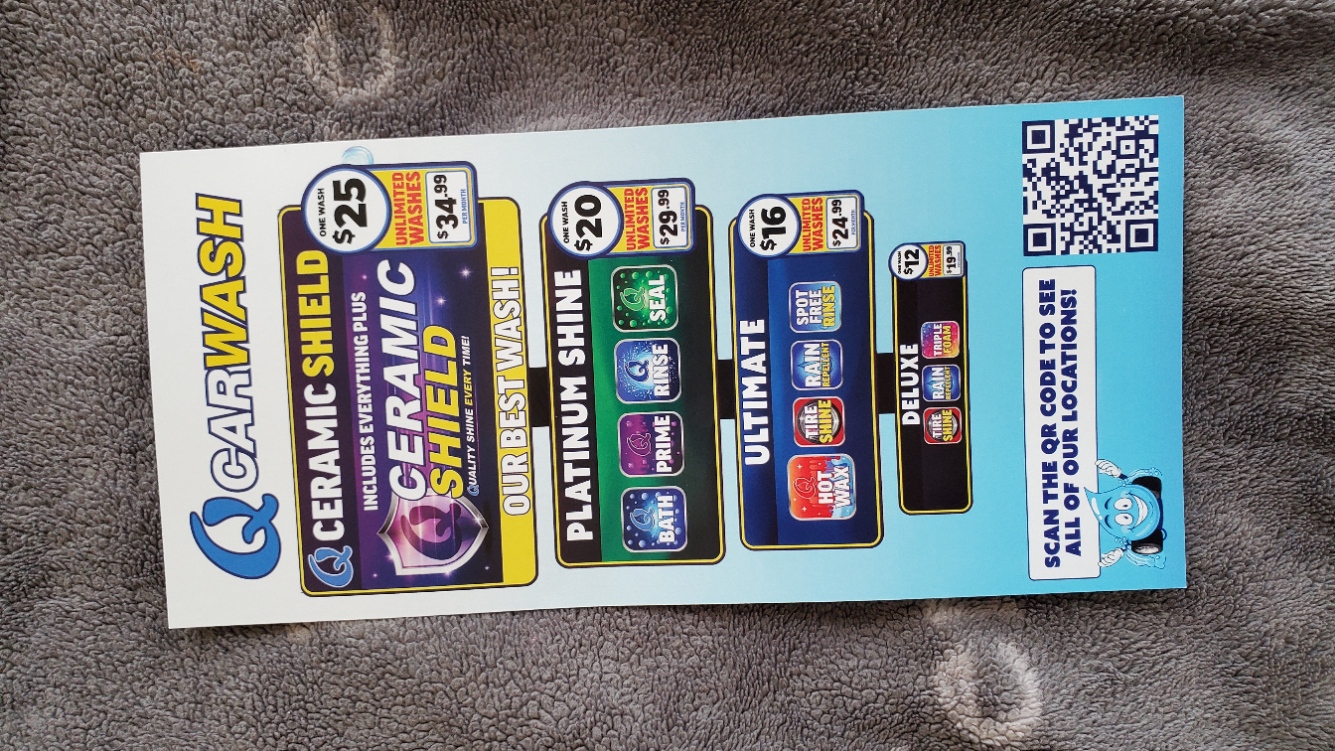 Q CARWASH
Q CERAMIC SHIELD
INCLUDES EVERYTHING PLUS
Q CERAMIC
SHIELD
QUALITY SHINE EVERY TIME!
OUR BEST WASH!
ONE WASH
$25
UNLIMITED
WASHES
$34.99
PER MONTH
PLATINUM SHINE
Q BATH
Q PRIME
Q RINSE
Q SEAL
ONE WASH
$20
UNLIMITED
WASHES
$29.99
PER MONTH
ULTIMATE
Q HOT
WAX
TIRE
SHINE
RAIN
REPELLENT
SPOT
FREE
RINSE
ONE WASH
$16
UNLIMITED
WASHES
$24.99
PER MONTH
DELUXE
TIRE
SHINE
RAIN
REPELLENT
TRIPLE
FOAM
ONE WASH
$12
UNLIMITED
WASHES
$19.99
SCAN THE QR CODE TO SEE
ALL OF OUR LOCATIONS!